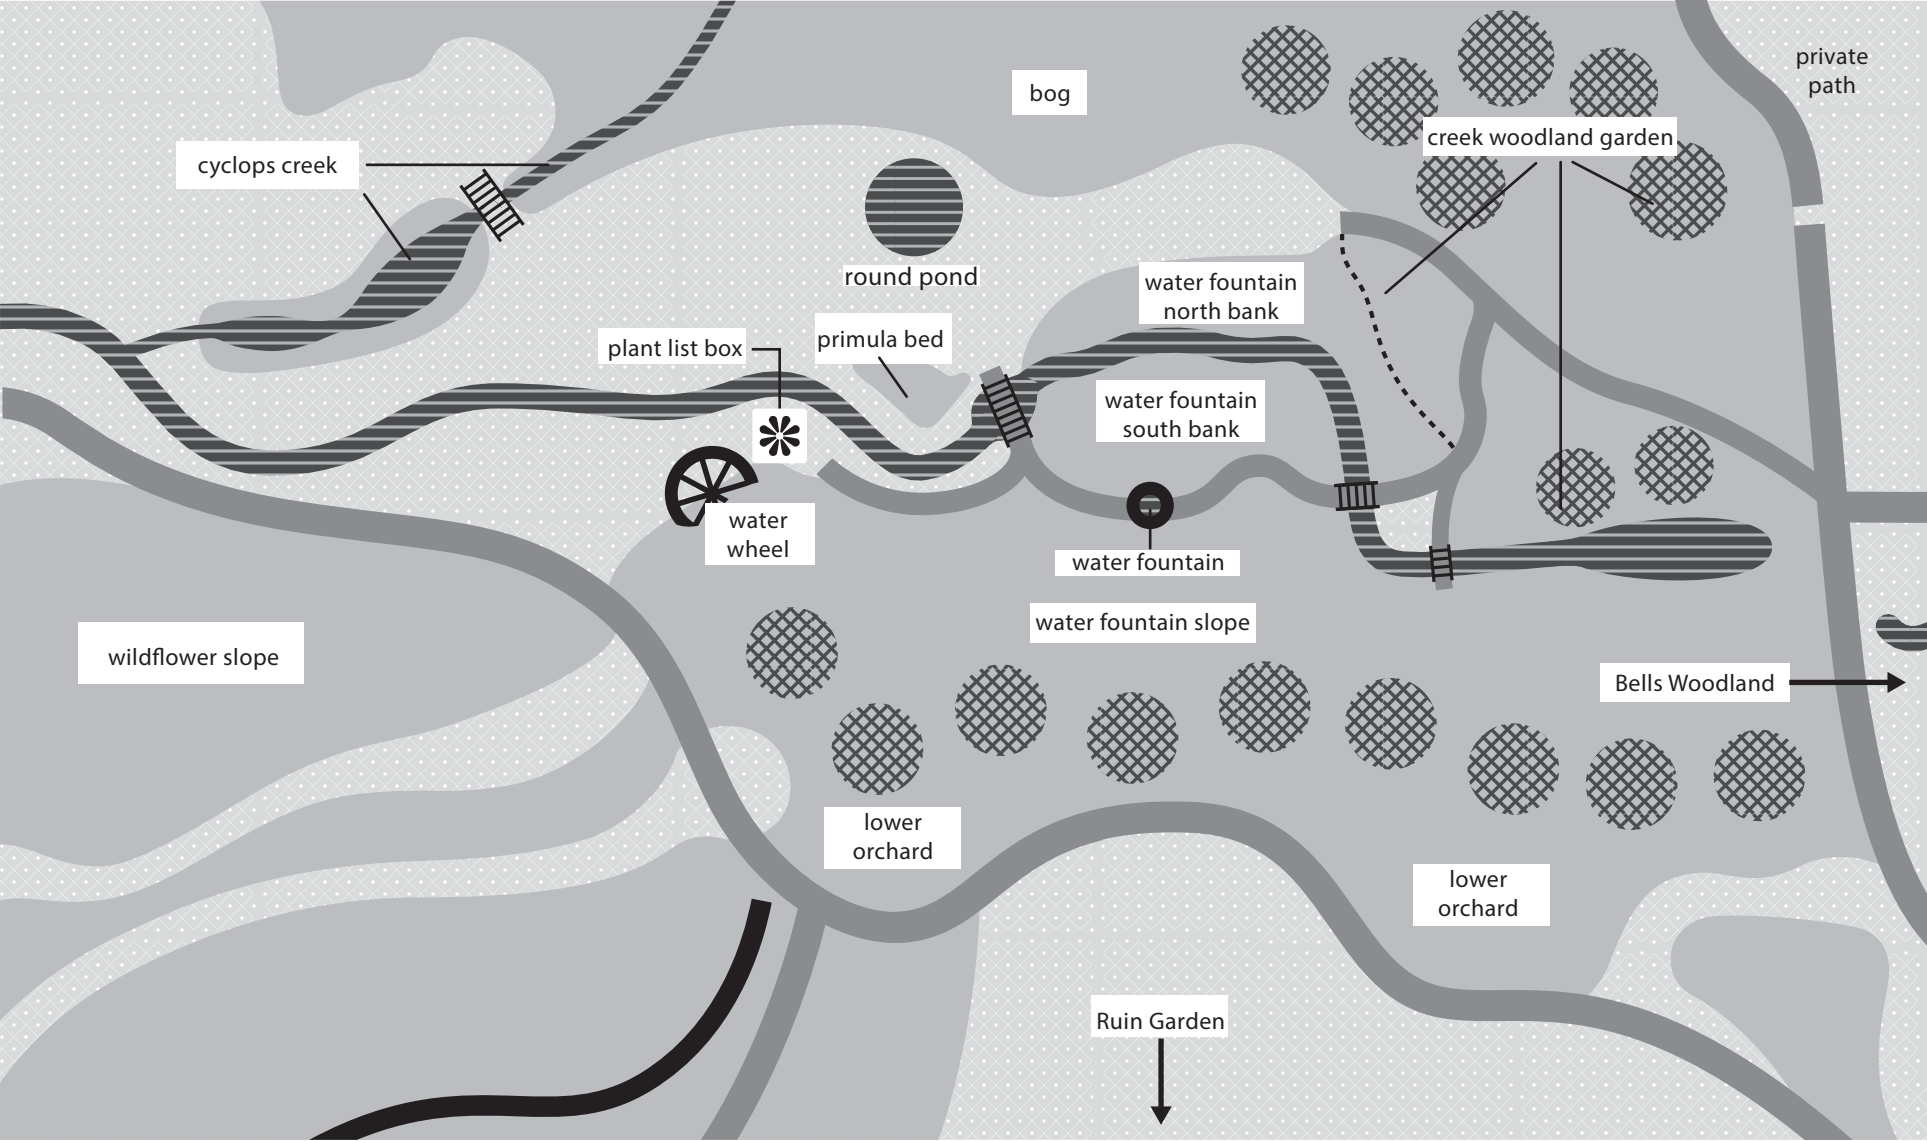 private
path
bog
creek woodland garden
cyclops creek
round pond
water fountain
north bank
plant list box
primula bed
water fountain
south bank
water
wheel
water fountain
water fountain slope
wildflower slope
Bells Woodland
lower
orchard
lower
orchard
Ruin Garden